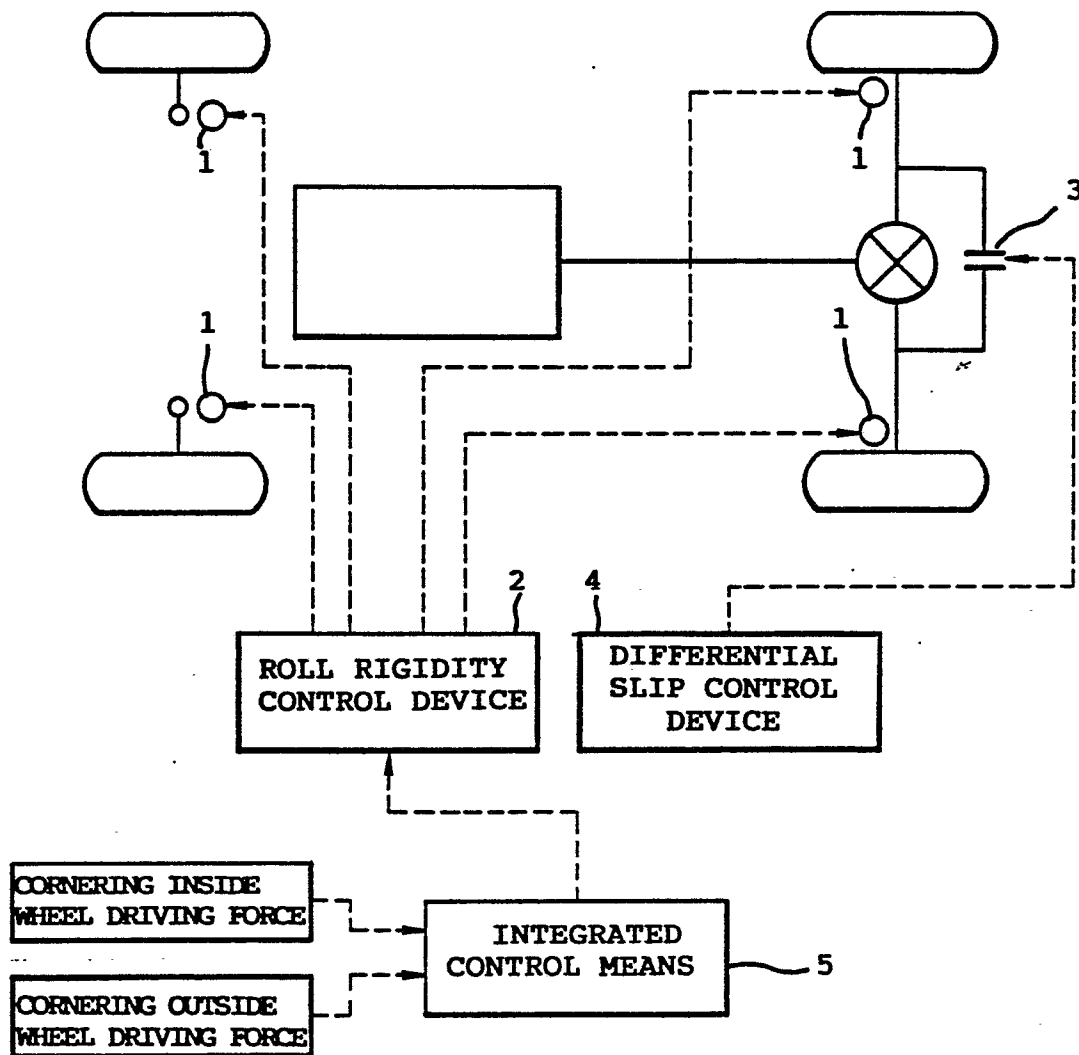 1
1
3
1
1
2
4
ROLL RIGIDITY
CONTROL DEVICE
DIFFERENTIAL
SLIP CONTROL
DEVICE
CORNERING INSIDE
WHEEL DRIVING FORCE
INTEGRATED
CONTROL MEANS
5
CORNERING OUTSIDE
WHEEL DRIVING FORCE